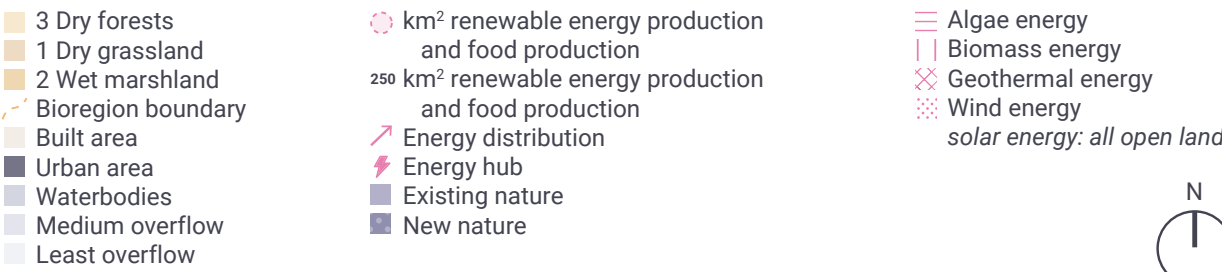 3 Dry forests
1 Dry grassland
2 Wet marshland
Bioregion boundary
Built area
Urban area
Waterbodies
Medium overflow
Least overflow
km² renewable energy production
and food production
250 km² renewable energy production
and food production
Energy distribution
Energy hub
Existing nature
New nature
Algae energy
Biomass energy
Geothermal energy
Wind energy
solar energy: all open land
N